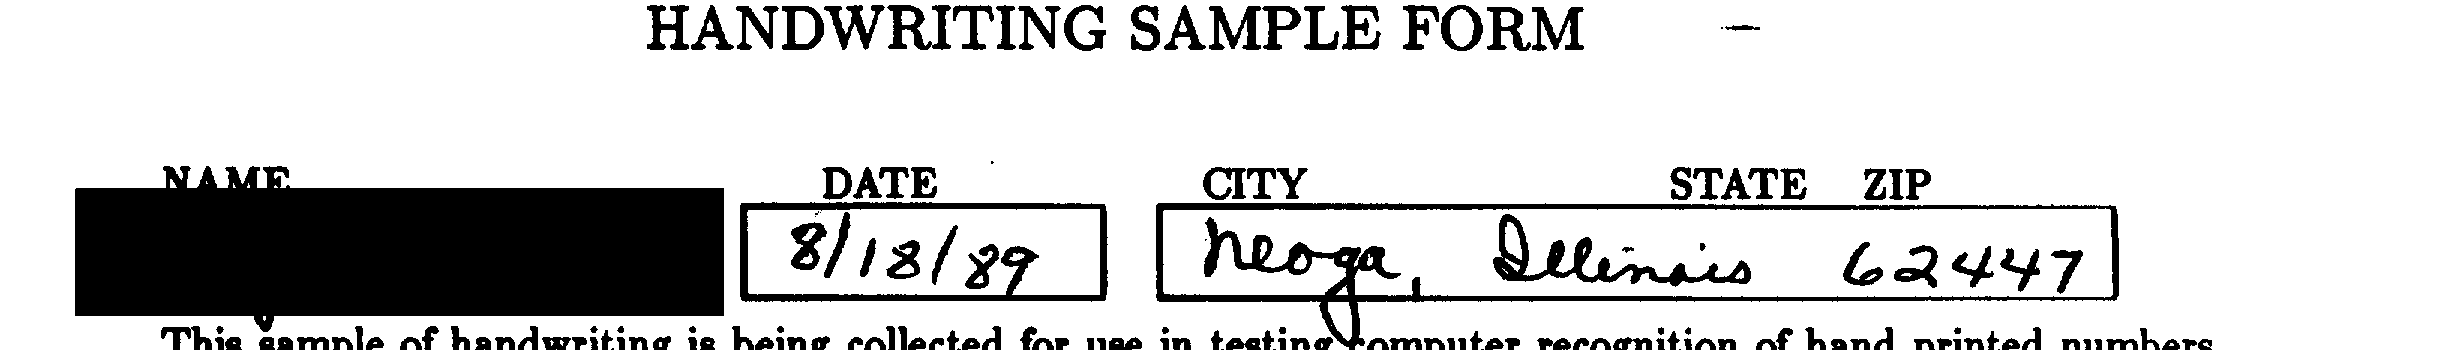 HANDWRITING SAMPLE FORM
NAME DATE CITY STATE ZIP
8/18/89 Neoga, Illinois 62447
This sample of handwriting is being collected for use in testing computer recognition of hand printed numbers